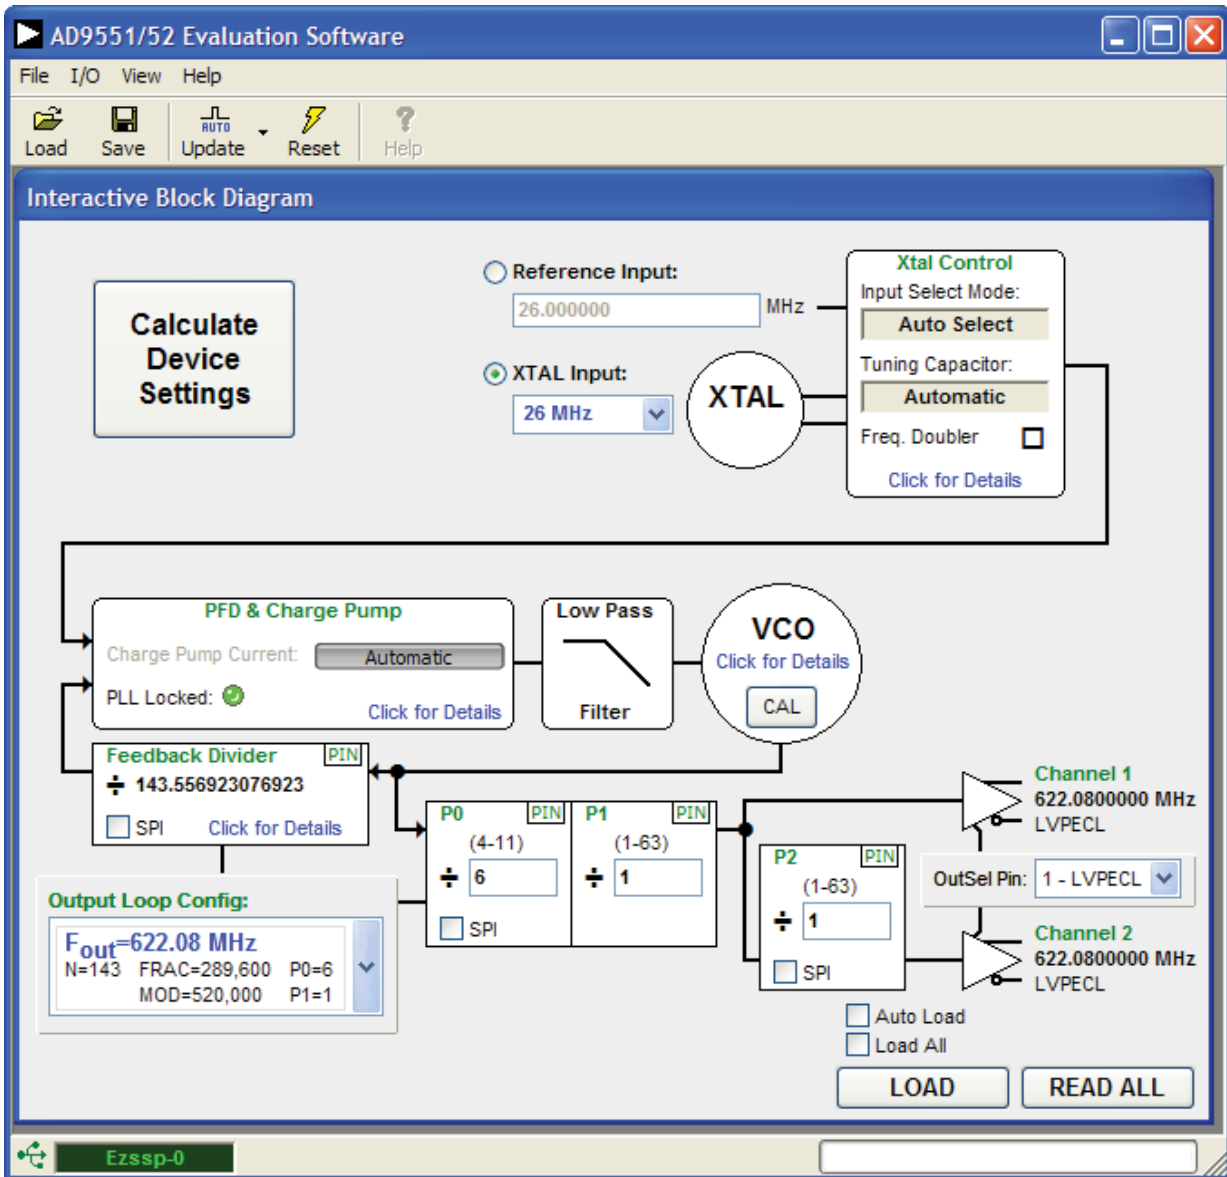 AD9551/52 Evaluation Software
File I/O View Help
AUTO
Load Save Update Reset Help
Interactive Block Diagram
Calculate
Device
Settings
Reference Input:
26.000000 MHz
XTAL Input:
26 MHz
XTAL
Xtal Control
Input Select Mode:
Auto Select
Tuning Capacitor:
Automatic
Freq. Doubler
Click for Details
PFD & Charge Pump
Charge Pump Current: Automatic
PLL Locked:
Click for Details
Low Pass
Filter
VCO
Click for Details
CAL
Feedback Divider PIN
÷ 143.556923076923
SPI Click for Details
P0 PIN
(4-11)
÷ 6
SPI
P1 PIN
(1-63)
÷ 1
P2 PIN
(1-63)
÷ 1
SPI
Channel 1
622.0800000 MHz
LVPECL
OutSel Pin: 1 - LVPECL
Channel 2
622.0800000 MHz
LVPECL
Output Loop Config:
Fout=622.08 MHz
N=143 FRAC=289,600 P0=6
MOD=520,000 P1=1
Auto Load
Load All
LOAD READ ALL
Ezssp-0